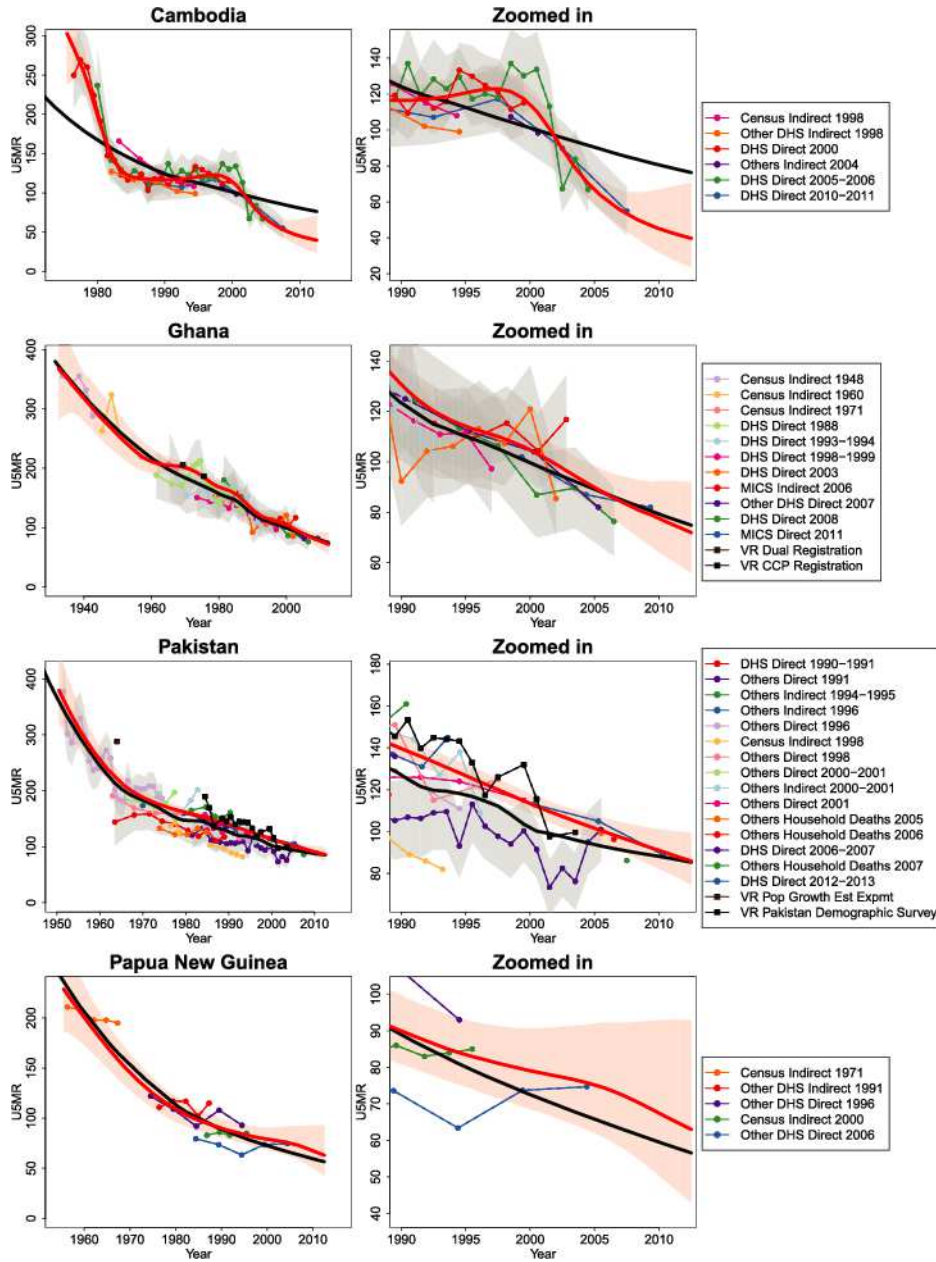 Cambodia
Zoomed in
U5MR
300
250
200
150
100
50
0
1980 1990 2000 2010
Year
U5MR
120
100
80
60
40
20
1990 1995 2000 2005 2010
Year
Census Indirect 1998
Other DHS Indirect 1998
DHS Direct 2000
Others Indirect 2004
DHS Direct 2005−2006
DHS Direct 2010−2011
Ghana
Zoomed in
U5MR
400
300
200
100
0
1940 1960 1980 2000
Year
U5MR
140
120
100
80
60
1990 1995 2000 2005 2010
Year
Census Indirect 1948
Census Indirect 1960
Census Indirect 1971
DHS Direct 1988
DHS Direct 1993−1994
DHS Direct 1998−1999
DHS Direct 2003
MICS Indirect 2006
Other DHS Direct 2007
DHS Direct 2008
MICS Direct 2011
VR Dual Registration
VR CCP Registration
Pakistan
Zoomed in
U5MR
400
300
200
100
0
1950 1960 1970 1980 1990 2000 2010
Year
U5MR
180
160
140
120
100
80
1990 1995 2000 2005 2010
Year
DHS Direct 1990−1991
Others Direct 1991
Others Indirect 1994−1995
Others Indirect 1996
Others Direct 1996
Census Indirect 1998
Others Direct 1998
Others Direct 2000−2001
Others Indirect 2000−2001
Others Direct 2001
Others Household Deaths 2005
Others Household Deaths 2006
DHS Direct 2006−2007
Others Household Deaths 2007
DHS Direct 2012−2013
VR Pop Growth Est Expmt
VR Pakistan Demographic Survey
Papua New Guinea
Zoomed in
U5MR
200
150
100
50
0
1960 1970 1980 1990 2000 2010
Year
U5MR
100
90
80
70
60
50
40
1990 1995 2000 2005 2010
Year
Census Indirect 1971
Other DHS Indirect 1991
Other DHS Direct 1996
Census Indirect 2000
Other DHS Direct 2006